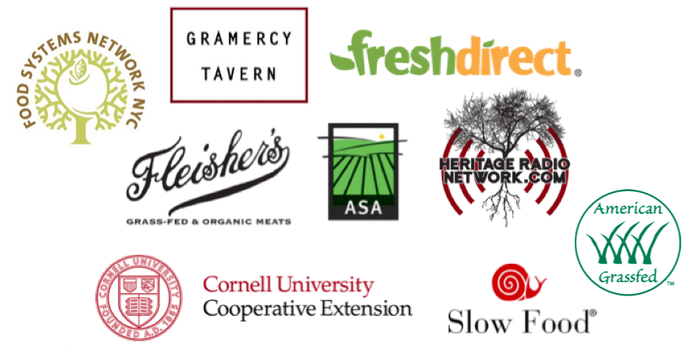 FOOD SYSTEMS NETWORK NYC
GRAMERCY
TAVERN
freshdirect®
Fleisher's
GRASS-FED & ORGANIC MEATS
ASA
HERITAGE RADIO
NETWORK.COM
American
Grassfed
™
CORNELL UNIVERSITY
FOUNDED A.D. 1865
Cornell University
Cooperative Extension
Slow Food®